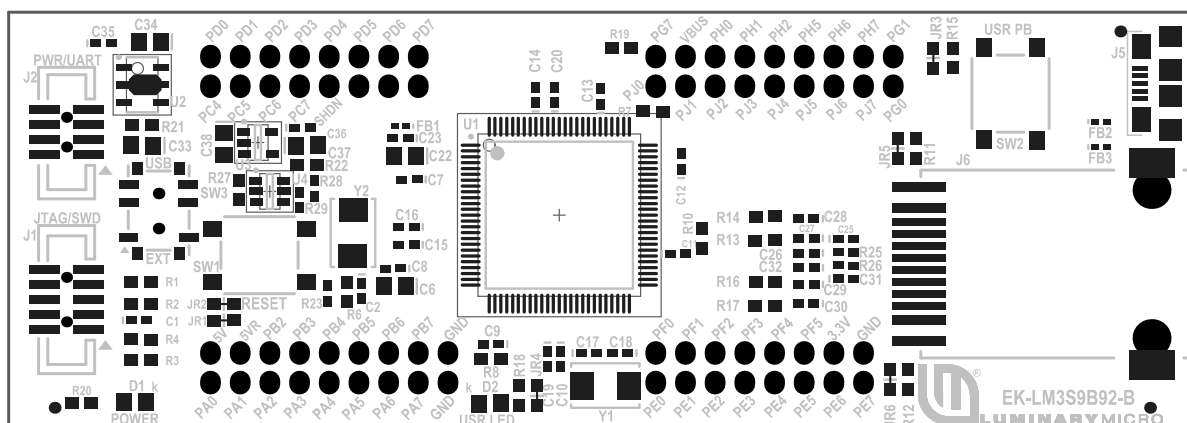 C35
C34
PWR/UART
J2
U2
R21
C33
USB
SW3
EXT
JTAG/SWD
J1
R1
R2
C1
R4
R3
R20
D1
k
POWER
PD0 PD1 PD2 PD3 PD4 PD5 PD6 PD7
PC4 PC5 PC6 PC7 SHDN
C36
C38
C37
R22
R27
U4
R28
R29
SW1
RESET
JR2
JR1
R23
R6
C2
Y2
FB1
C23
C22
C7
C16
C15
C8
C6
5V 5VR PB2 PB3 PB4 PB5 PB6 PB7 GND
PA0 PA1 PA2 PA3 PA4 PA5 PA6 PA7 GND
U1
C14
C20
C13
R19
R7
C12
R10
C11
C9
R8
k D2
USR LED
R18
JR4
C19
C10
C17
C18
Y1
PG7 VBUS PH0 PH1 PH2 PH5 PH6 PH7 PG1
PJ0 PJ1 PJ2 PJ3 PJ4 PJ5 PJ6 PJ7 PG0
R14
R13
R16
R17
C28
C27
C25
C26
C32
R25
R26
C31
C29
C30
PF0 PF1 PF2 PF3 PF4 PF5 3.3V GND
PE0 PE1 PE2 PE3 PE4 PE5 PE6 PE7
JR3
R15
USR PB
SW2
J5
FB2
FB3
JR5
R11
J6
JR6
R12
®
EK-LM3S9B92-B
LUMINARY MICRO